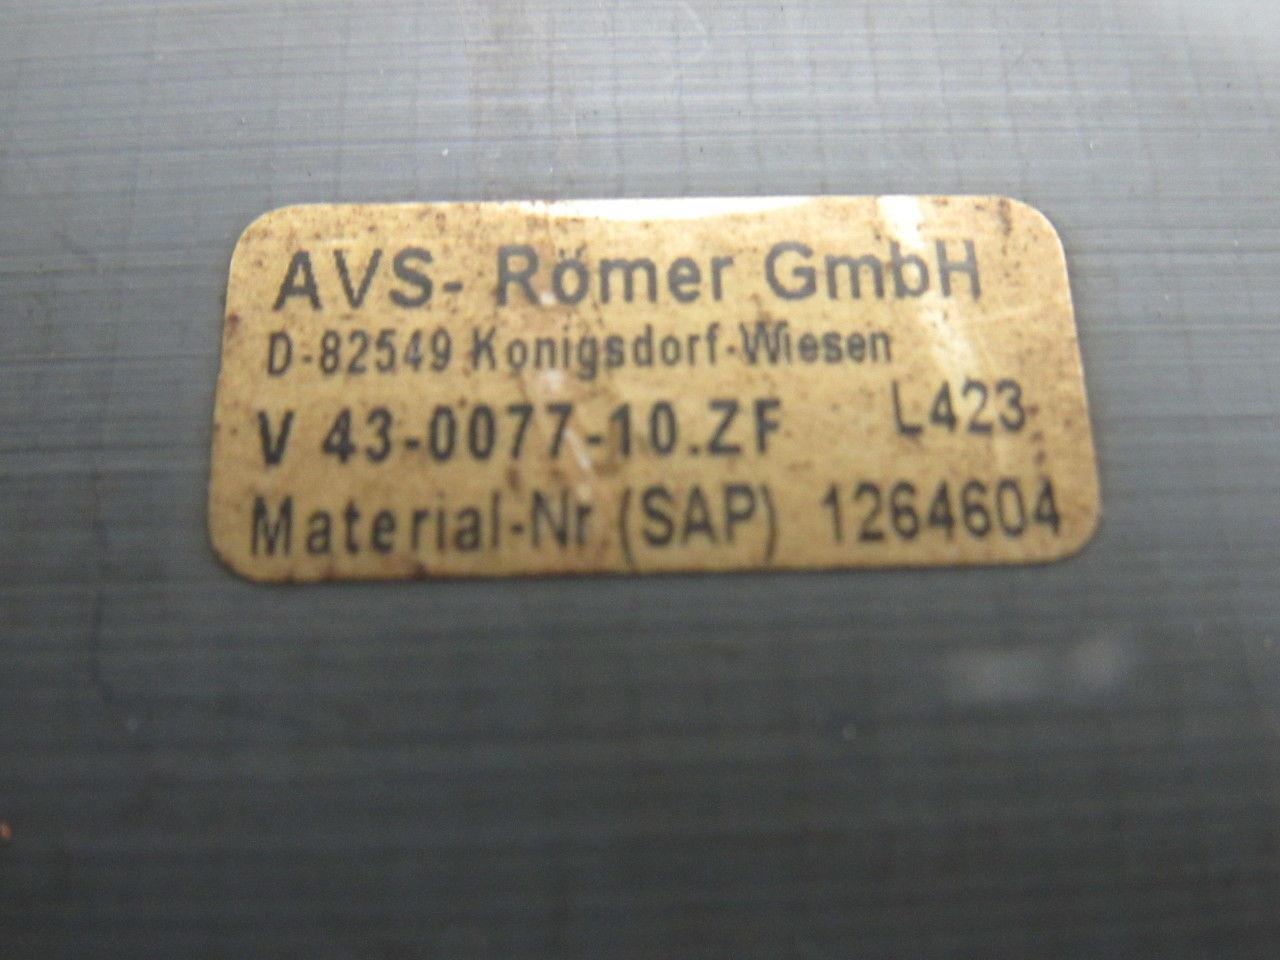 AVS- Römer GmbH
D-82549 Konigsdorf-Wiesen
V 43-0077-10.ZF L423
Material-Nr (SAP) 1264604